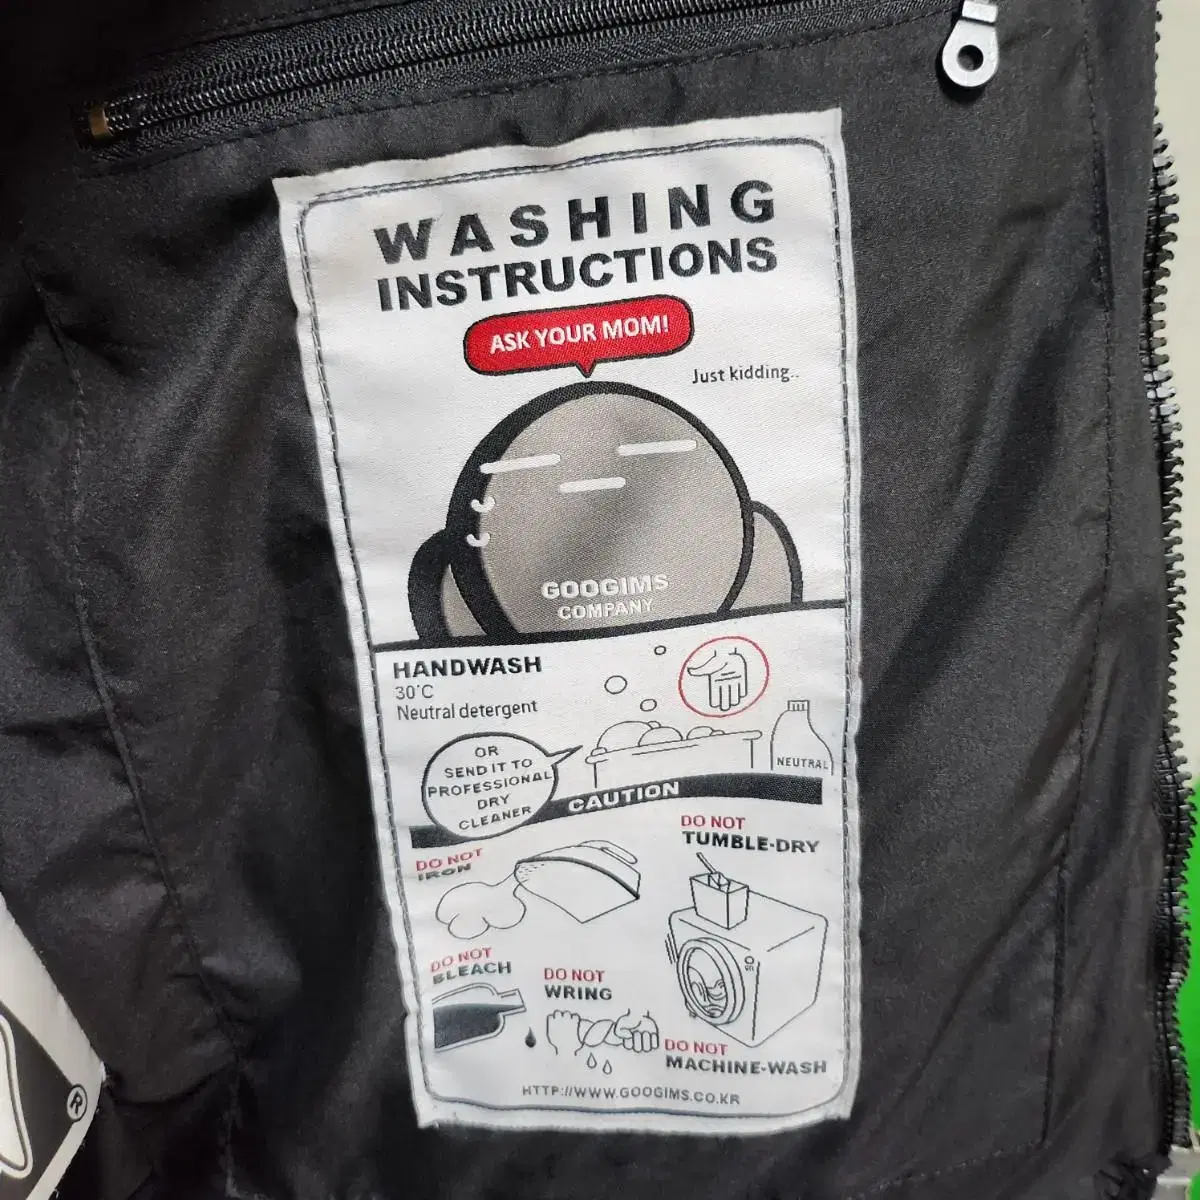 WASHING
INSTRUCTIONS
ASK YOUR MOM!
Just kidding..
GOOGIMS
COMPANY
HANDWASH
30°C
Neutral detergent
OR
SEND IT TO
PROFESSIONAL
DRY
CLEANER
NEUTRAL
CAUTION
DO NOT
IRON
DO NOT
TUMBLE-DRY
DO NOT
BLEACH
DO NOT
WRING
DO NOT
MACHINE-WASH
HTTP://WWW.GOOGIMS.CO.KR
®